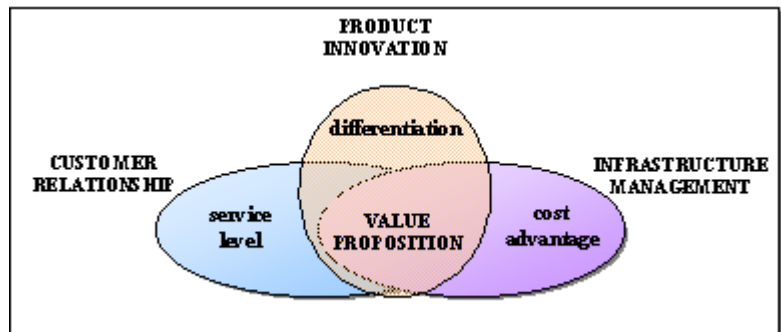 PRODUCT
INNOVATION
differentiation
CUSTOMER
RELATIONSHIP
INFRASTRUCTURE
MANAGEMENT
service
level
VALUE
PROPOSITION
cost
advantage